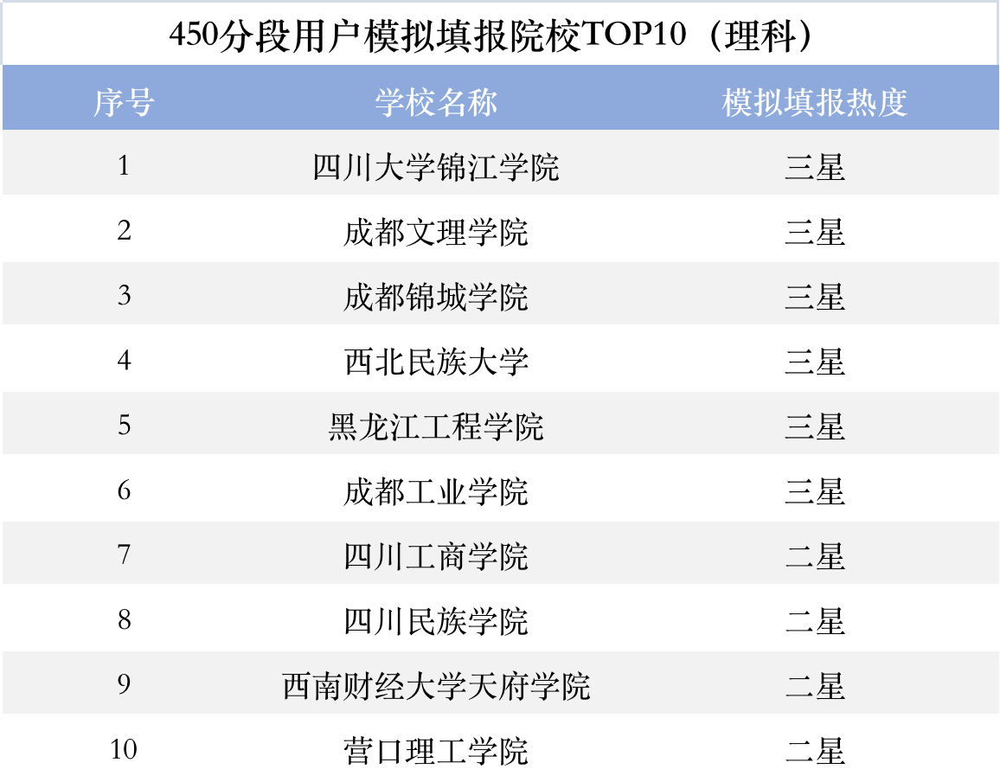 450分段用户模拟填报院校TOP10（理科）
序号 学校名称 模拟填报热度
1 四川大学锦江学院 三星
2 成都文理学院 三星
3 成都锦城学院 三星
4 西北民族大学 三星
5 黑龙江工程学院 三星
6 成都工业学院 三星
7 四川工商学院 二星
8 四川民族学院 二星
9 西南财经大学天府学院 二星
10 营口理工学院 二星